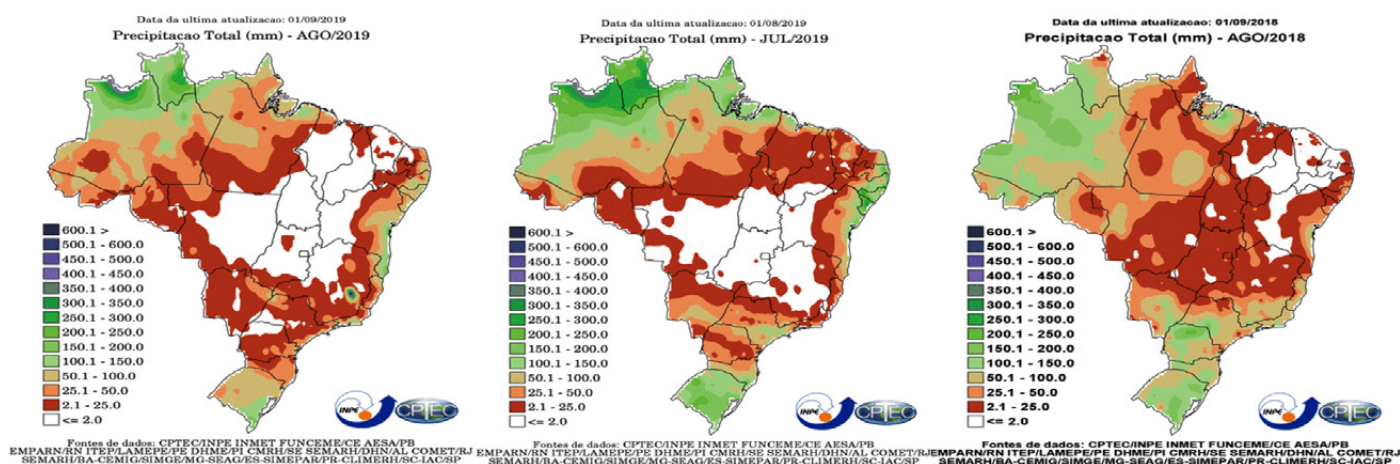 Data da ultima atualizacao: 01/09/2019
Precipitacao Total (mm) - AGO/2019
600.1 >
500.1 - 600.0
450.1 - 500.0
400.1 - 450.0
350.1 - 400.0
300.1 - 350.0
250.1 - 300.0
200.1 - 250.0
150.1 - 200.0
100.1 - 150.0
50.1 - 100.0
25.1 - 50.0
2.1 - 25.0
<= 2.0
INPE
CPTEC
Fontes de dados: CPTEC/INPE INMET FUNCEME/CE AESA/PB
EMPARN/RN ITEP/LAMEPE/PE DHME/PI CMRH/SE SEMARH/DHN/AL COMET/RJ
SEMARH/BA-CEMIG/SIMGE/MG-SEAG/ES-SIMEPAR/PR-CLIMERH/SC-IAC/SP
Data da ultima atualizacao: 01/08/2019
Precipitacao Total (mm) - JUL/2019
600.1 >
500.1 - 600.0
450.1 - 500.0
400.1 - 450.0
350.1 - 400.0
300.1 - 350.0
250.1 - 300.0
200.1 - 250.0
150.1 - 200.0
100.1 - 150.0
50.1 - 100.0
25.1 - 50.0
2.1 - 25.0
<= 2.0
INPE
CPTEC
Fontes de dados: CPTEC/INPE INMET FUNCEME/CE AESA/PB
EMPARN/RN ITEP/LAMEPE/PE DHME/PI CMRH/SE SEMARH/DHN/AL COMET/RJ
SEMARH/BA-CEMIG/SIMGE/MG-SEAG/ES-SIMEPAR/PR-CLIMERH/SC-IAC/SP
Data da ultima atualizacao: 01/09/2018
Precipitacao Total (mm) - AGO/2018
600.1 >
500.1 - 600.0
450.1 - 500.0
400.1 - 450.0
350.1 - 400.0
300.1 - 350.0
250.1 - 300.0
200.1 - 250.0
150.1 - 200.0
100.1 - 150.0
50.1 - 100.0
25.1 - 50.0
2.1 - 25.0
<= 2.0
INPE
CPTEC
Fontes de dados: CPTEC/INPE INMET FUNCEME/CE AESA/PB
EMPARN/RN ITEP/LAMEPE/PE DHME/PI CMRH/SE SEMARH/DHN/AL COMET/R
SEMARH/BA-CEMIG/SIMGE/MG-SEAG/ES-SIMEPAR/PR-CLIMERH/SC-IAC/SP